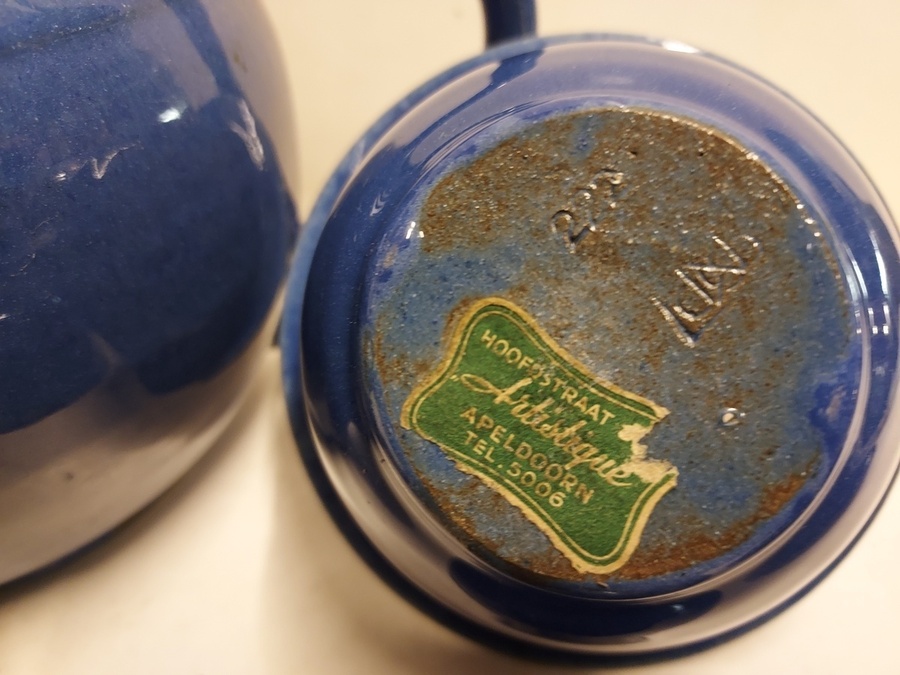 HOOFDSTRAAT
„Artistique"
APELDOORN
TEL. 5006